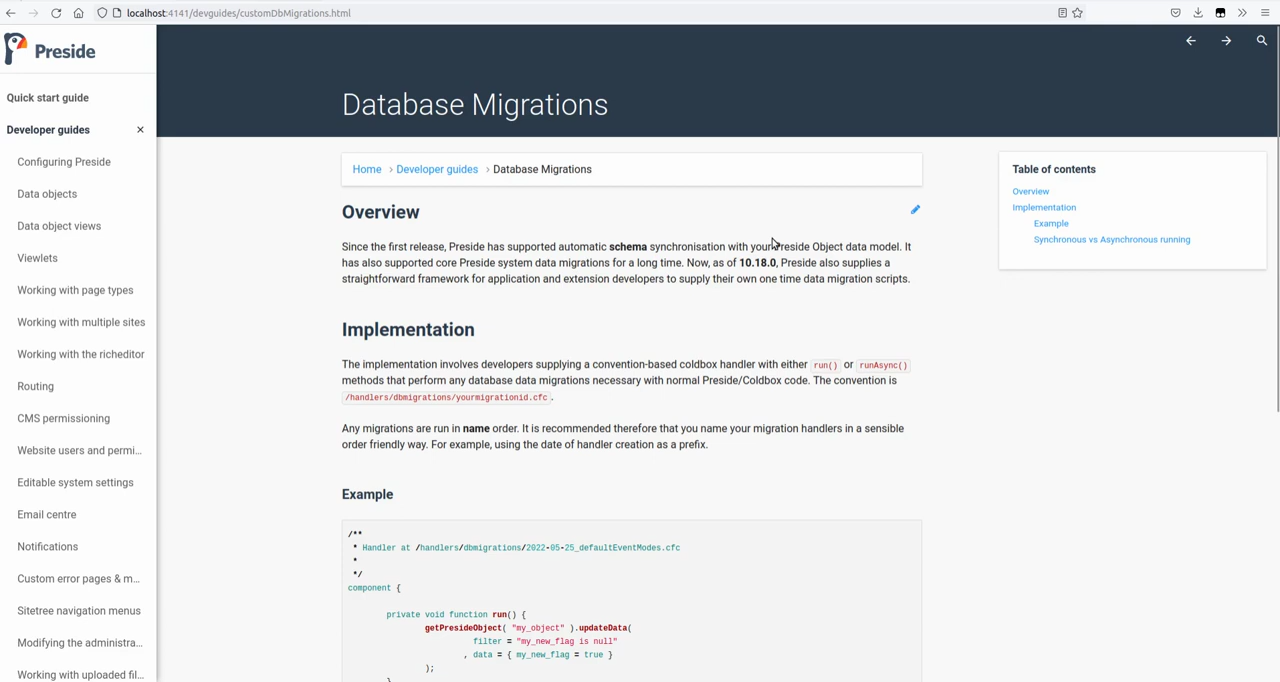 localhost:4141/devguides/customDbMigrations.html
Preside
Quick start guide
Developer guides
Configuring Preside
Data objects
Data object views
Viewlets
Working with page types
Working with multiple sites
Working with the richeditor
Routing
CMS permissioning
Website users and permi...
Editable system settings
Email centre
Notifications
Custom error pages & m...
Sitetree navigation menus
Modifying the administra...
Working with uploaded fil...
Database Migrations
Home > Developer guides > Database Migrations
Overview
Since the first release, Preside has supported automatic schema synchronisation with your Preside Object data model. It
has also supported core Preside system data migrations for a long time. Now, as of 10.18.0, Preside also supplies a
straightforward framework for application and extension developers to supply their own one time data migration scripts.
Implementation
The implementation involves developers supplying a convention-based coldbox handler with either run() or runAsync()
methods that perform any database data migrations necessary with normal Preside/Coldbox code. The convention is
/handlers/dbmigrations/yourmigrationid.cfc.
Any migrations are run in name order. It is recommended therefore that you name your migration handlers in a sensible
order friendly way. For example, using the date of handler creation as a prefix.
Example
/**
* Handler at /handlers/dbmigrations/2022-05-25_defaultEventModes.cfc
*
*/
component {
private void function run() {
getPresideObject( "my_object" ).updateData(
filter = "my_new_flag is null"
, data = { my_new_flag = true }
);
}
Table of contents
Overview
Implementation
Example
Synchronous vs Asynchronous running